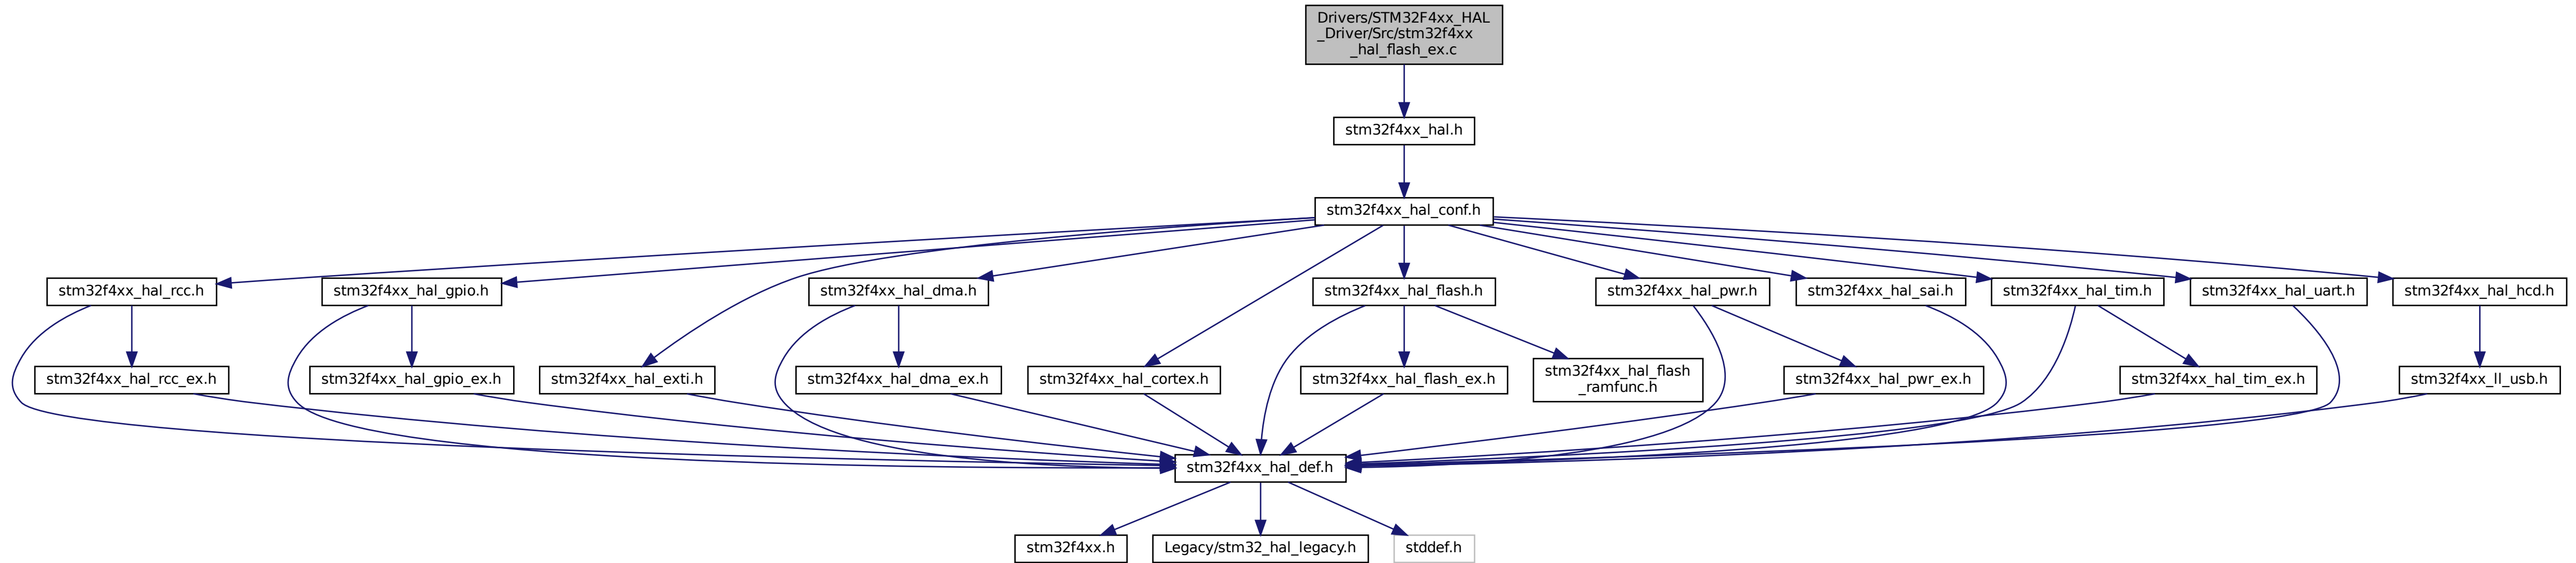 Drivers/STM32F4xx_HAL
_Driver/Src/stm32f4xx
_hal_flash_ex.c
stm32f4xx_hal.h
stm32f4xx_hal_conf.h
stm32f4xx_hal_rcc.h
stm32f4xx_hal_gpio.h
stm32f4xx_hal_dma.h
stm32f4xx_hal_flash.h
stm32f4xx_hal_pwr.h
stm32f4xx_hal_sai.h
stm32f4xx_hal_tim.h
stm32f4xx_hal_uart.h
stm32f4xx_hal_hcd.h
stm32f4xx_hal_rcc_ex.h
stm32f4xx_hal_gpio_ex.h
stm32f4xx_hal_exti.h
stm32f4xx_hal_dma_ex.h
stm32f4xx_hal_cortex.h
stm32f4xx_hal_flash_ex.h
stm32f4xx_hal_flash
_ramfunc.h
stm32f4xx_hal_pwr_ex.h
stm32f4xx_hal_tim_ex.h
stm32f4xx_ll_usb.h
stm32f4xx_hal_def.h
stm32f4xx.h
Legacy/stm32_hal_legacy.h
stddef.h